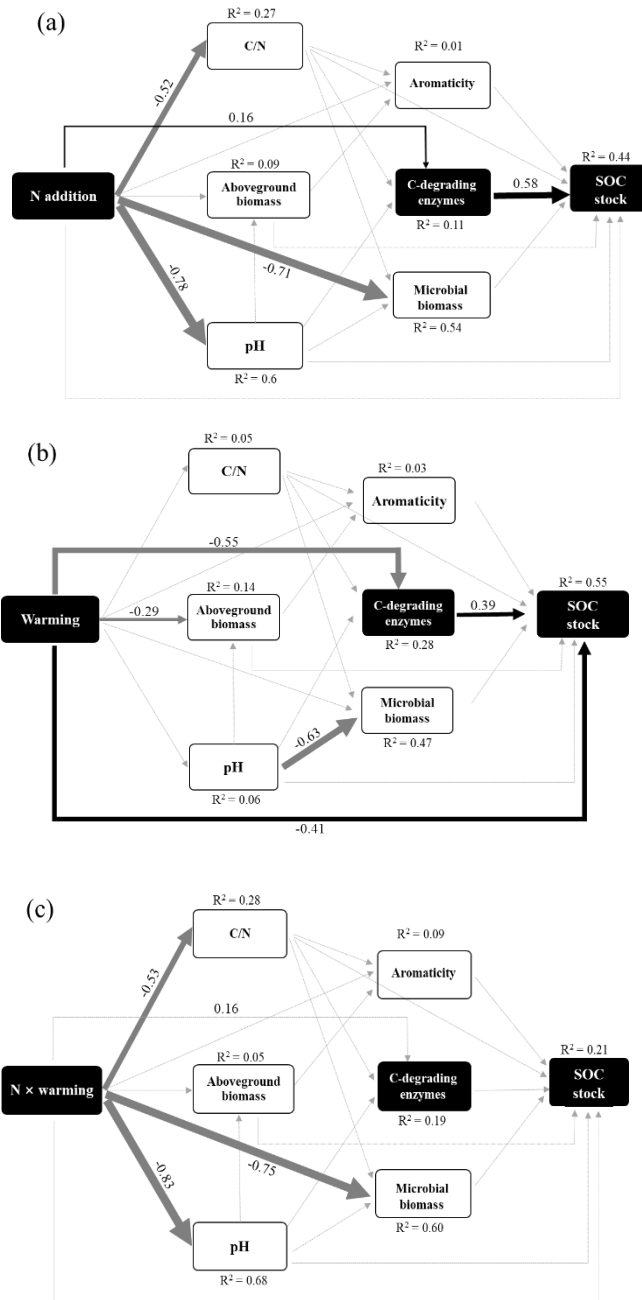 (a)
R² = 0.27
C/N
R² = 0.01
Aromaticity
-0.52
0.16
R² = 0.09
R² = 0.44
N addition
Aboveground
biomass
C-degrading
enzymes
0.58
SOC
stock
R² = 0.11
-0.71
-0.78
Microbial
biomass
pH
R² = 0.54
R² = 0.6
(b)
R² = 0.05
C/N
R² = 0.03
Aromaticity
-0.55
R² = 0.14
R² = 0.55
Warming
-0.29
Aboveground
biomass
C-degrading
enzymes
0.39
SOC
stock
R² = 0.28
Microbial
biomass
-0.63
pH
R² = 0.47
R² = 0.06
-0.41
(c)
R² = 0.28
C/N
R² = 0.09
Aromaticity
-0.53
0.16
R² = 0.05
R² = 0.21
N × warming
Aboveground
biomass
C-degrading
enzymes
SOC
stock
R² = 0.19
-0.75
-0.83
Microbial
biomass
R² = 0.60
pH
R² = 0.68